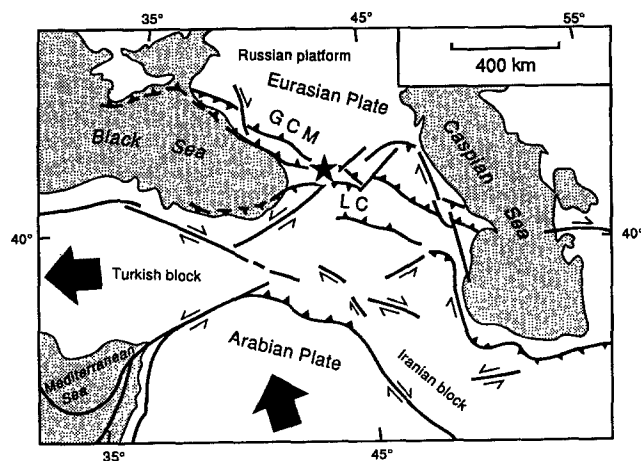 35°
45°
55°
Russian platform
Eurasian Plate
400 km
G C M
Black Sea
Caspian Sea
L C
40°
40°
Turkish block
Arabian Plate
Iranian block
Mediterranean
Sea
35°
45°